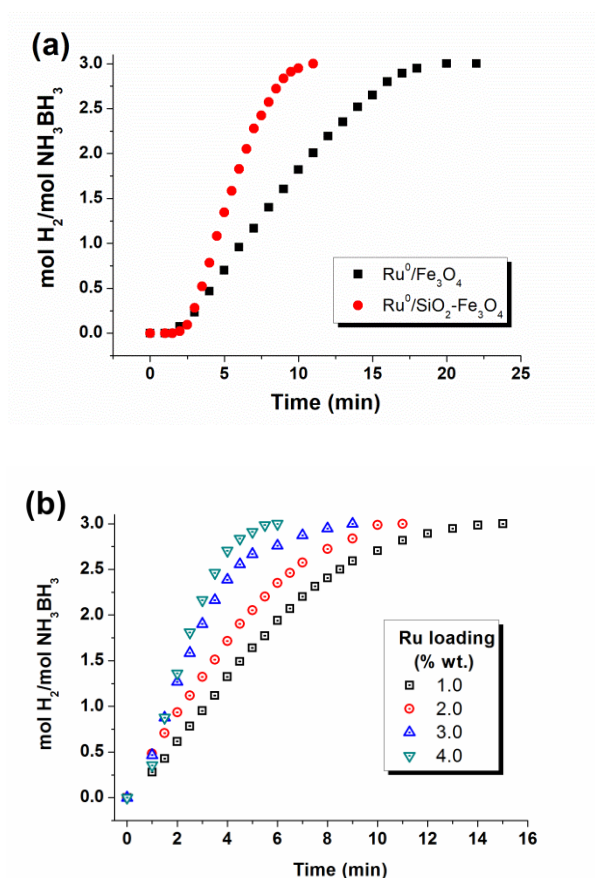 (a)
mol H₂/mol NH₃BH₃
3.0
2.5
2.0
1.5
1.0
0.5
0.0
Ru⁰/Fe₃O₄
Ru⁰/SiO₂-Fe₃O₄
0 5 10 15 20 25
Time (min)
(b)
mol H₂/mol NH₃BH₃
3.0
2.5
2.0
1.5
1.0
0.5
0.0
Ru loading
(% wt.)
1.0
2.0
3.0
4.0
0 2 4 6 8 10 12 14 16
Time (min)